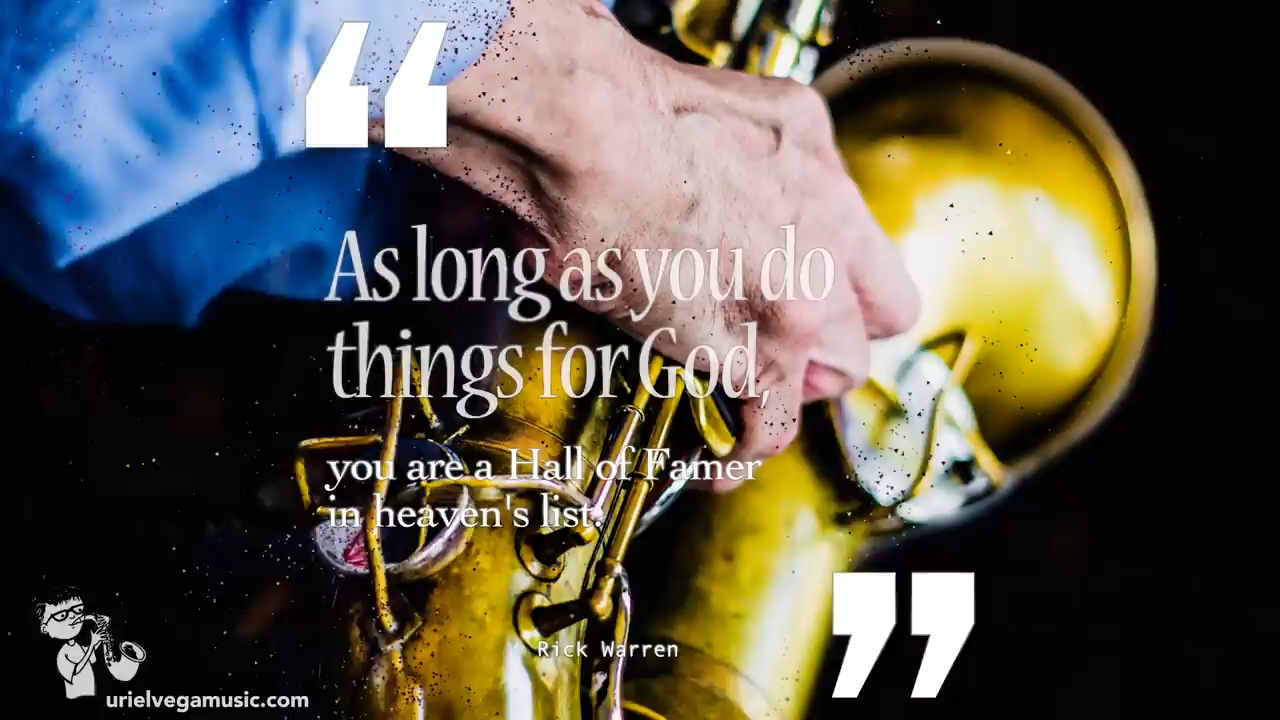 “
As long as you do
things for God,
you are a Hall of Famer
in heaven's list.
Rick Warren
”
urielvegamusic.com